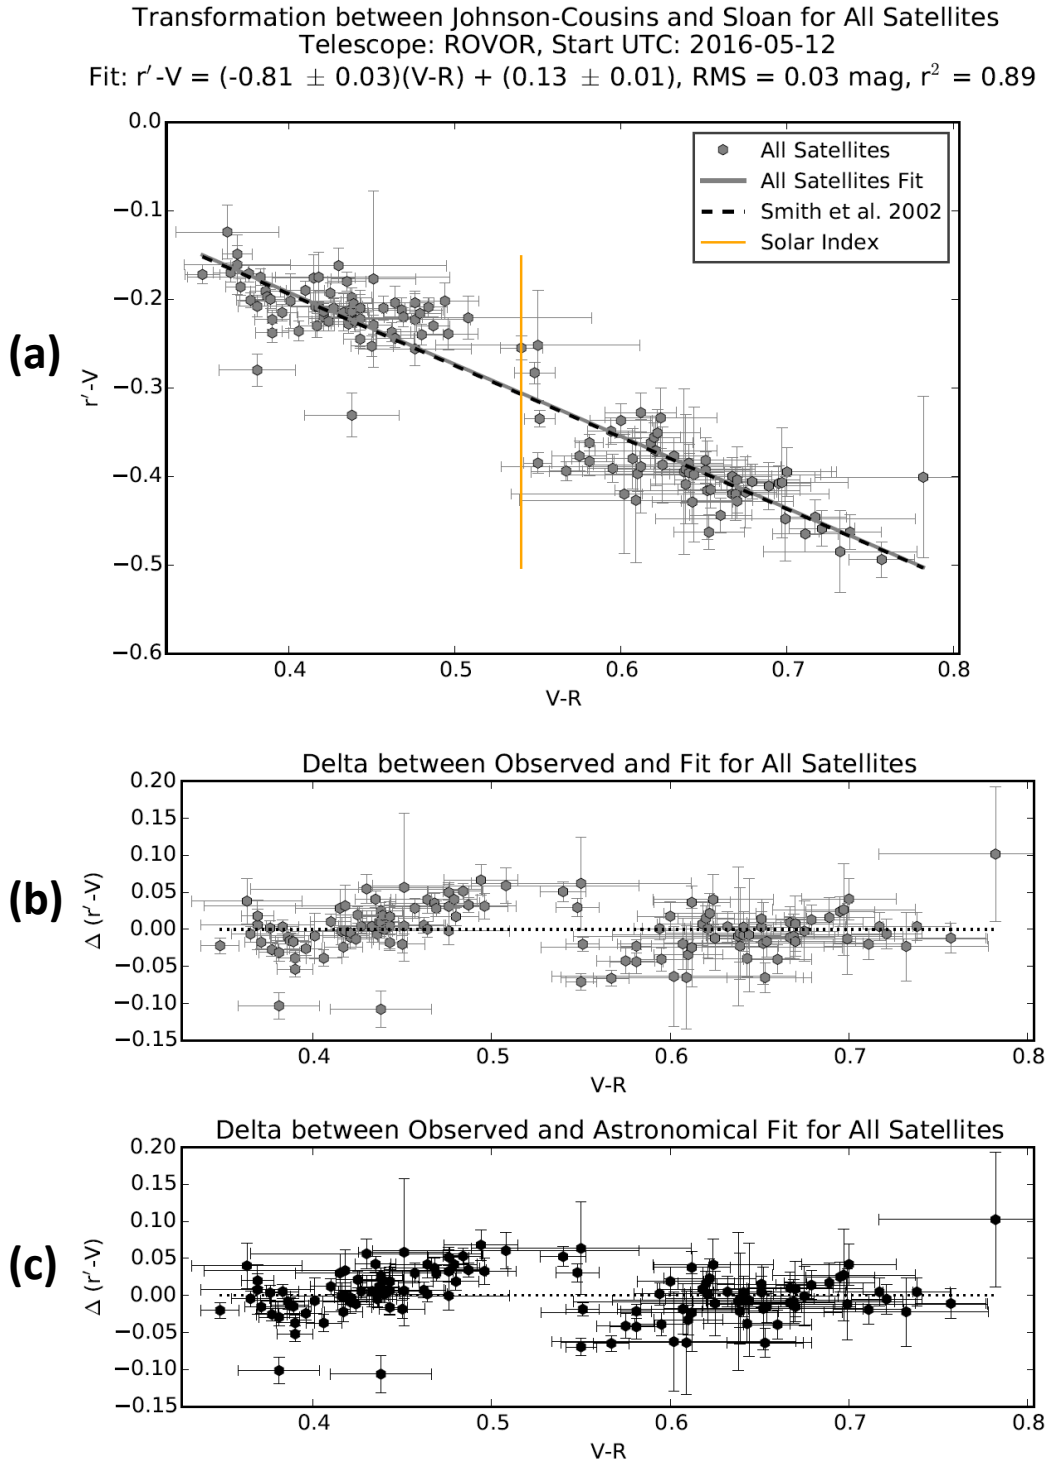 Transformation between Johnson-Cousins and Sloan for All Satellites
Telescope: ROVOR, Start UTC: 2016-05-12
Fit: r′-V = (-0.81 ± 0.03)(V-R) + (0.13 ± 0.01), RMS = 0.03 mag, r² = 0.89
(a)
r′-V
0.0
−0.1
−0.2
−0.3
−0.4
−0.5
−0.6
All Satellites
All Satellites Fit
Smith et al. 2002
Solar Index
0.4 0.5 0.6 0.7 0.8
V-R
Delta between Observed and Fit for All Satellites
(b)
Δ (r′-V)
0.20
0.15
0.10
0.05
0.00
−0.05
−0.10
−0.15
0.4 0.5 0.6 0.7 0.8
V-R
Delta between Observed and Astronomical Fit for All Satellites
(c)
Δ (r′-V)
0.20
0.15
0.10
0.05
0.00
−0.05
−0.10
−0.15
0.4 0.5 0.6 0.7 0.8
V-R